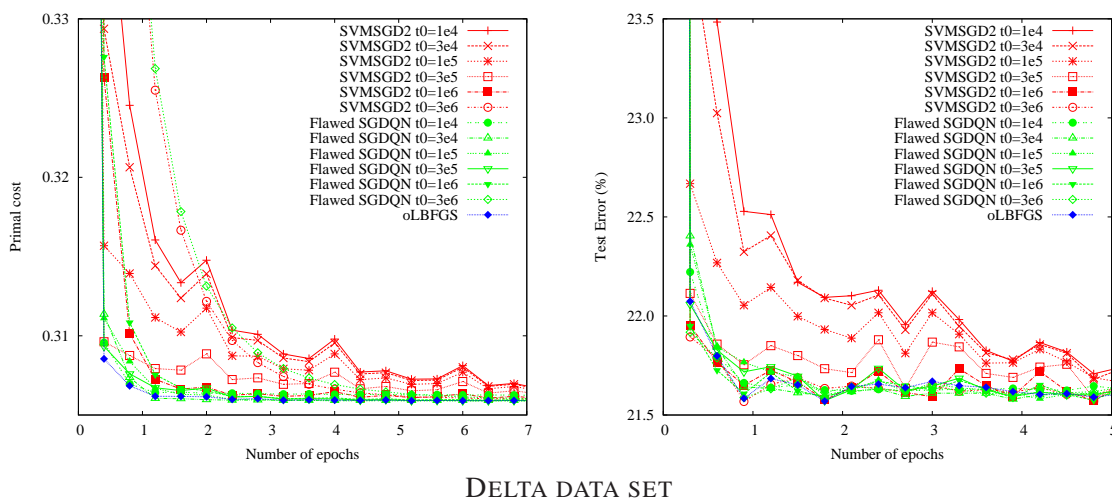 0.33
0.32
0.31
Primal cost
0 1 2 3 4 5 6 7
Number of epochs
SVMSGD2 t0=1e4
SVMSGD2 t0=3e4
SVMSGD2 t0=1e5
SVMSGD2 t0=3e5
SVMSGD2 t0=1e6
SVMSGD2 t0=3e6
Flawed SGDQN t0=1e4
Flawed SGDQN t0=3e4
Flawed SGDQN t0=1e5
Flawed SGDQN t0=3e5
Flawed SGDQN t0=1e6
Flawed SGDQN t0=3e6
oLBFGS
23.5
23.0
22.5
22.0
21.5
Test Error (%)
0 1 2 3 4 5
Number of epochs
SVMSGD2 t0=1e4
SVMSGD2 t0=3e4
SVMSGD2 t0=1e5
SVMSGD2 t0=3e5
SVMSGD2 t0=1e6
SVMSGD2 t0=3e6
Flawed SGDQN t0=1e4
Flawed SGDQN t0=3e4
Flawed SGDQN t0=1e5
Flawed SGDQN t0=3e5
Flawed SGDQN t0=1e6
Flawed SGDQN t0=3e6
oLBFGS
DELTA DATA SET